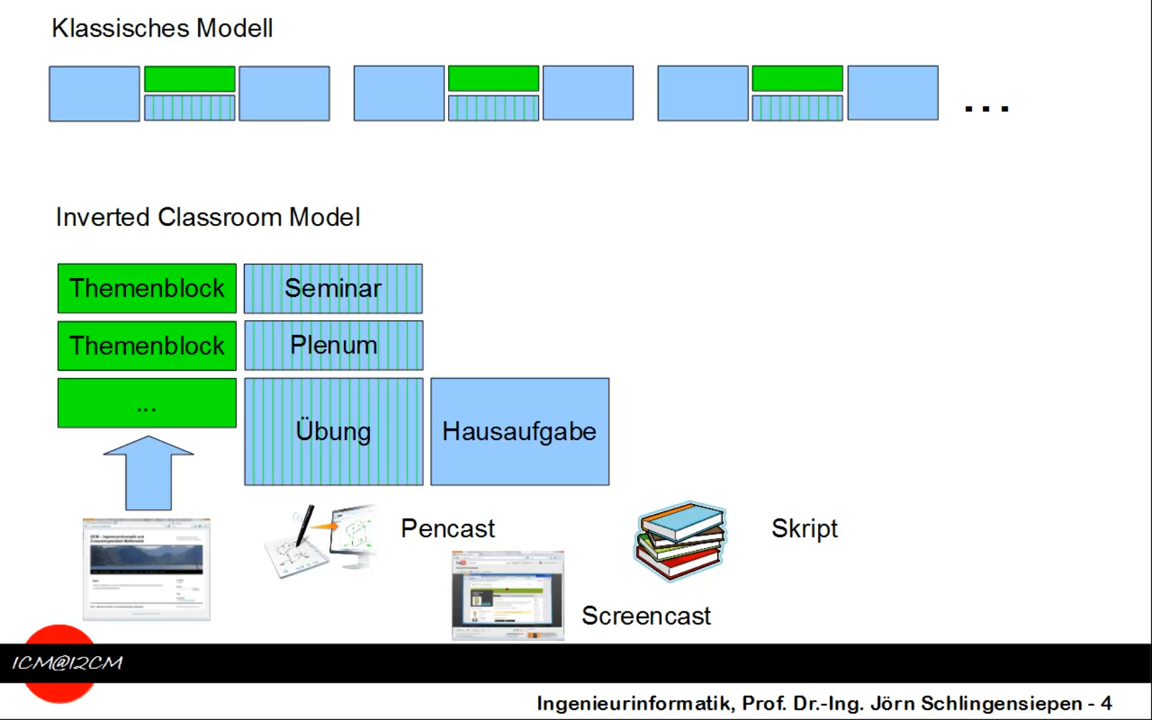 Klassisches Modell
...
Inverted Classroom Model
Themenblock
Seminar
Themenblock
Plenum
...
Übung
Hausaufgabe
Pencast
Skript
Screencast
ICM@I2CM
Ingenieurinformatik, Prof. Dr.-Ing. Jörn Schlingensiepen - 4